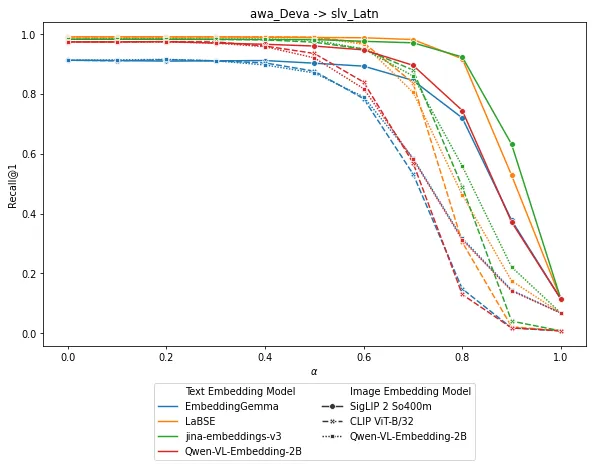 awa_Deva -> slv_Latn
Recall@1
1.0
0.8
0.6
0.4
0.2
0.0
0.0 0.2 0.4 0.6 0.8 1.0
α
Text Embedding Model
EmbeddingGemma
LaBSE
jina-embeddings-v3
Qwen-VL-Embedding-2B
Image Embedding Model
SigLIP 2 So400m
CLIP ViT-B/32
Qwen-VL-Embedding-2B